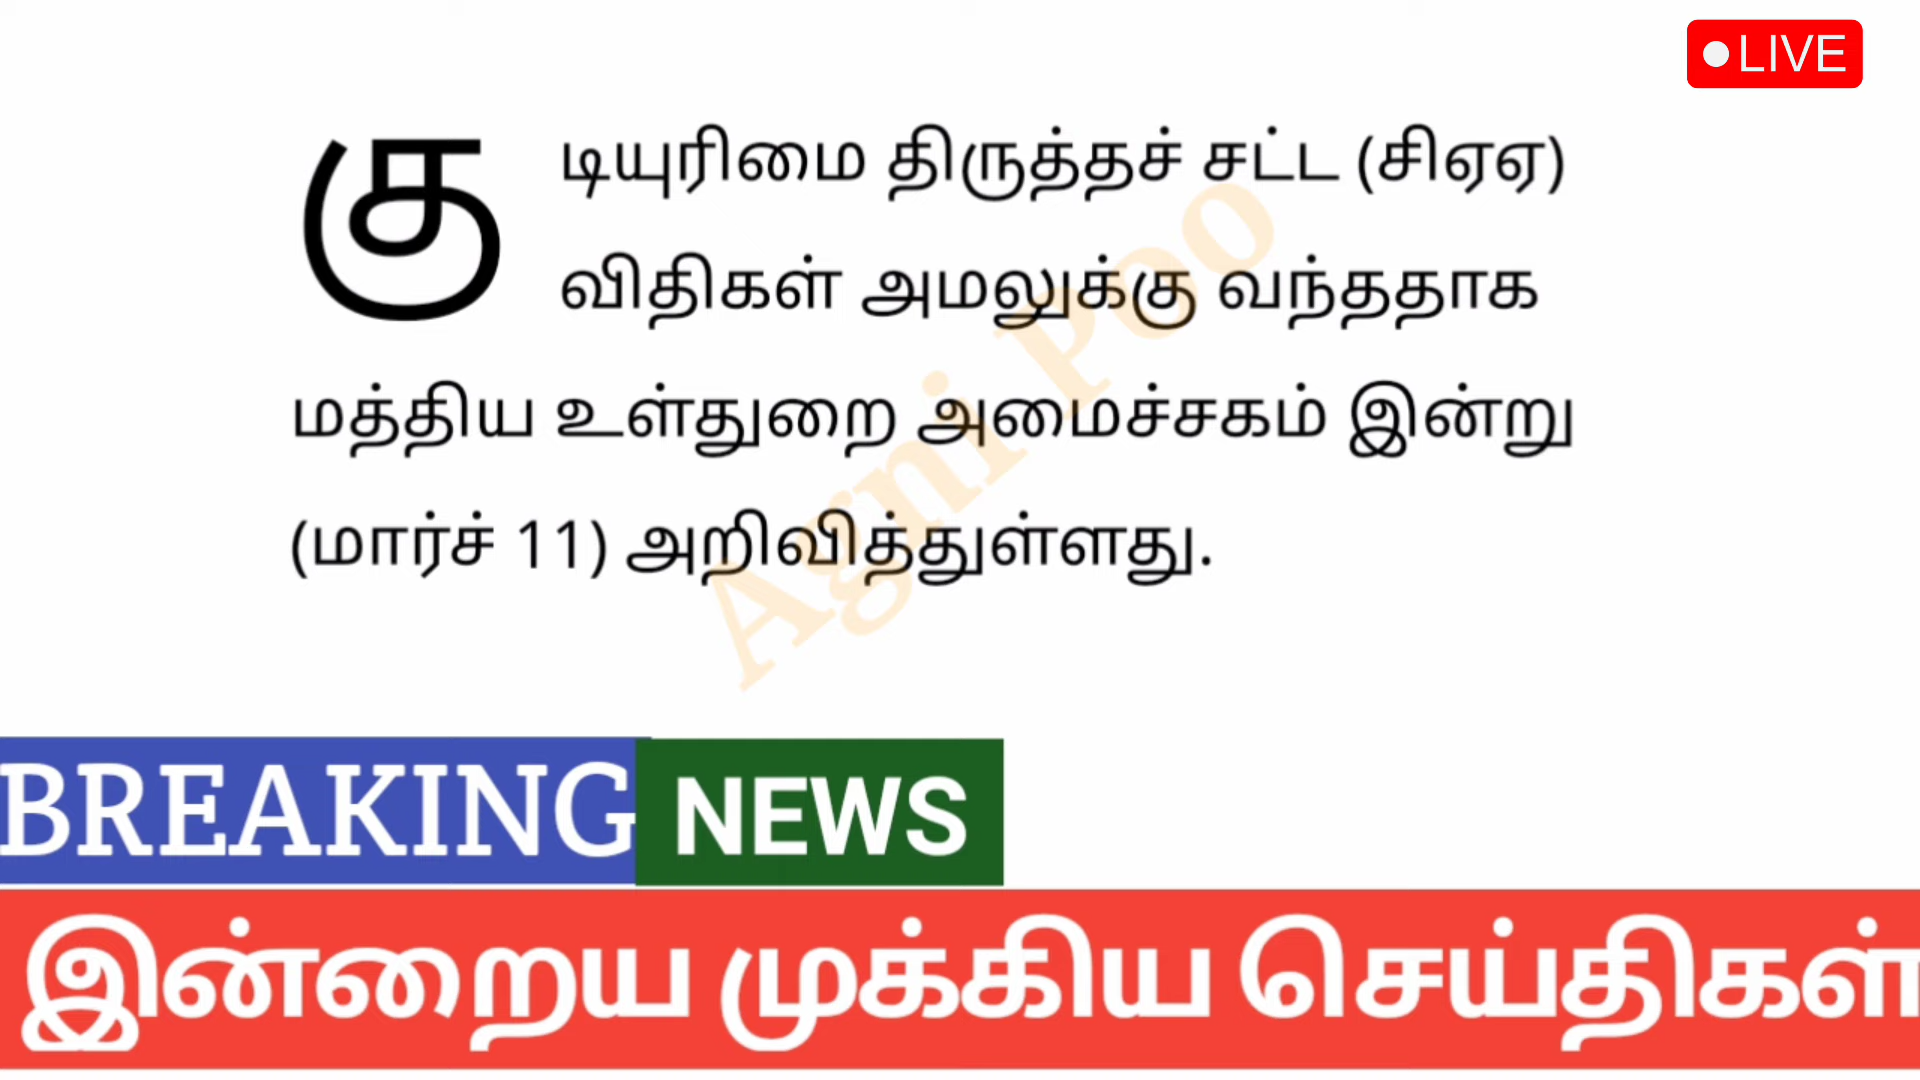 LIVE
குடியுரிமை திருத்தச் சட்ட (சிஏஏ)
விதிகள் அமலுக்கு வந்ததாக
மத்திய உள்துறை அமைச்சகம் இன்று
(மார்ச் 11) அறிவித்துள்ளது.
Agni Poo
BREAKING NEWS
இன்றைய முக்கிய செய்திகள்